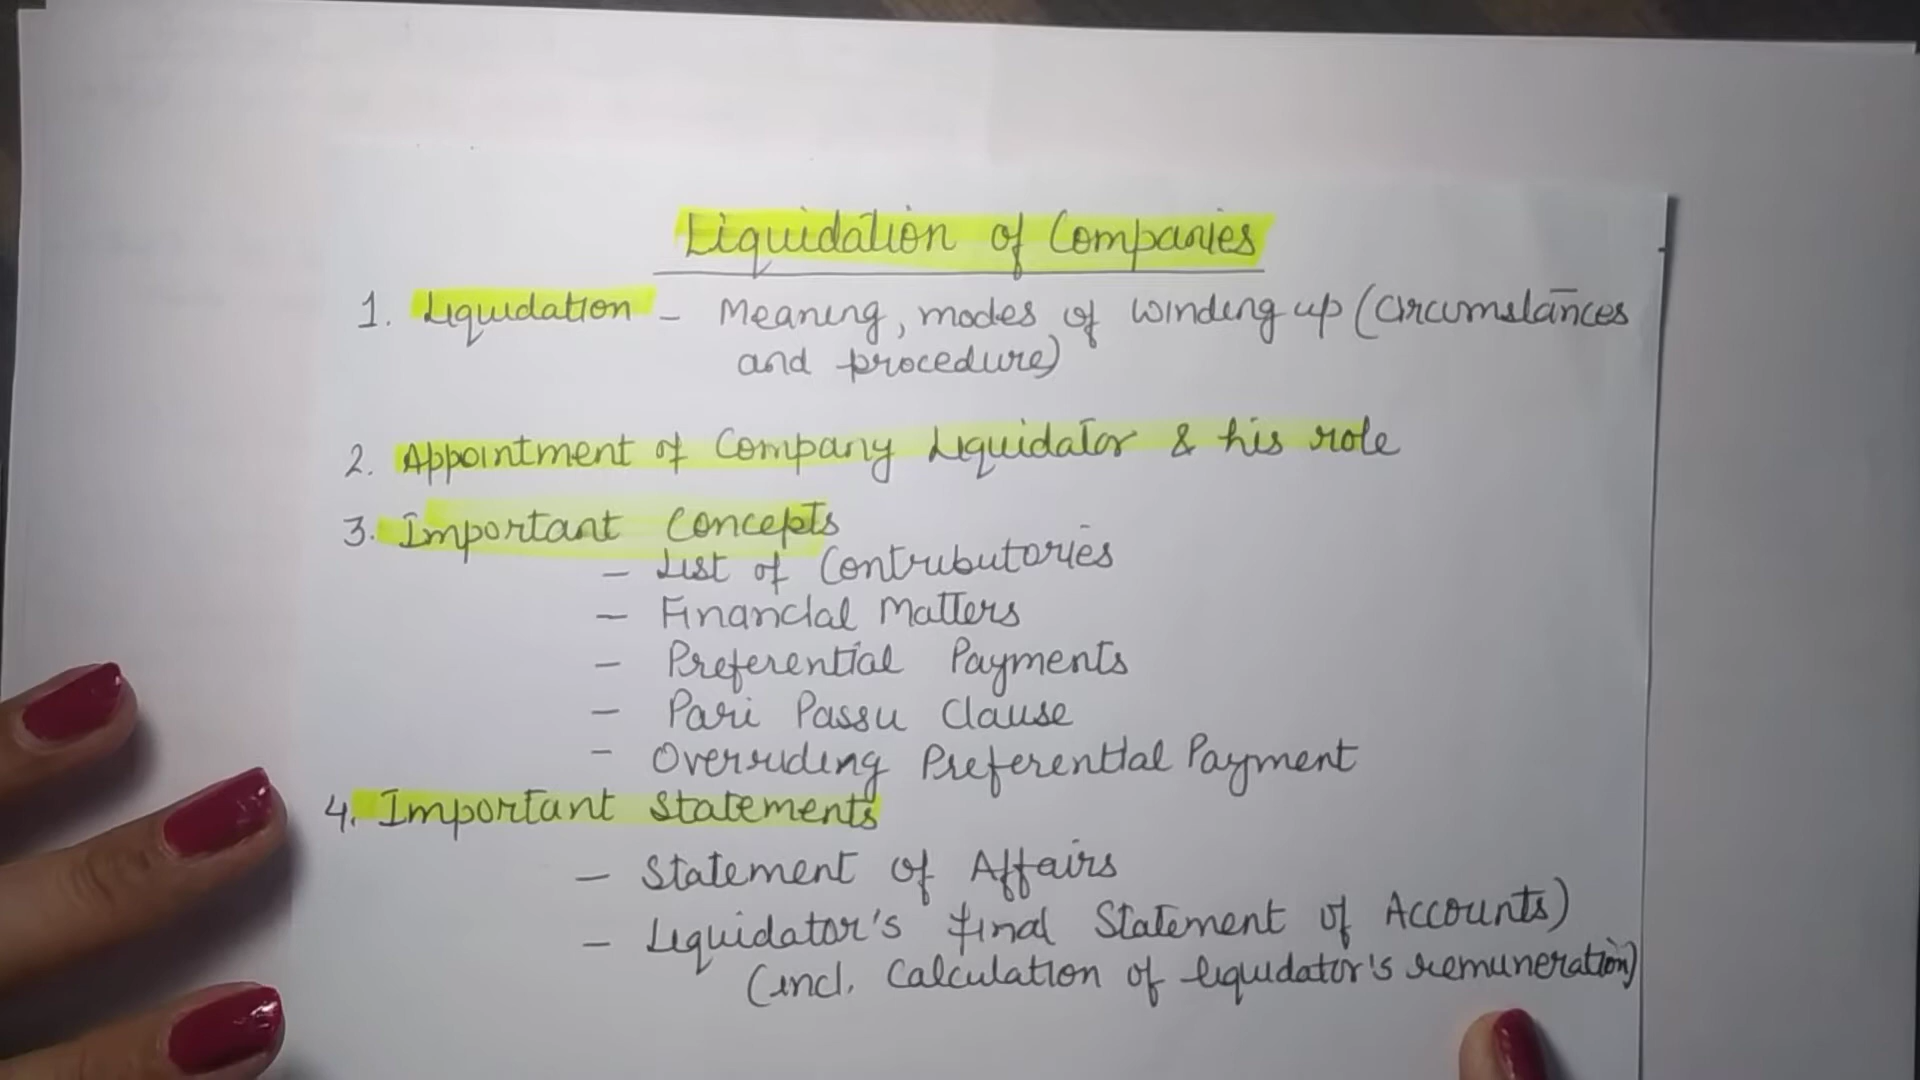 Liquidation of Companies
1. Liquidation - Meaning, modes of winding up (Circumstances
and procedure)
2. Appointment of Company Liquidator & his role
3. Important Concepts
- List of Contributories
- Financial Matters
- Preferential Payments
- Pari Passu Clause
- Overriding Preferential Payment
4. Important Statements
- Statement of Affairs
- Liquidator's final Statement of Accounts)
(incl. Calculation of liquidator's remuneration)